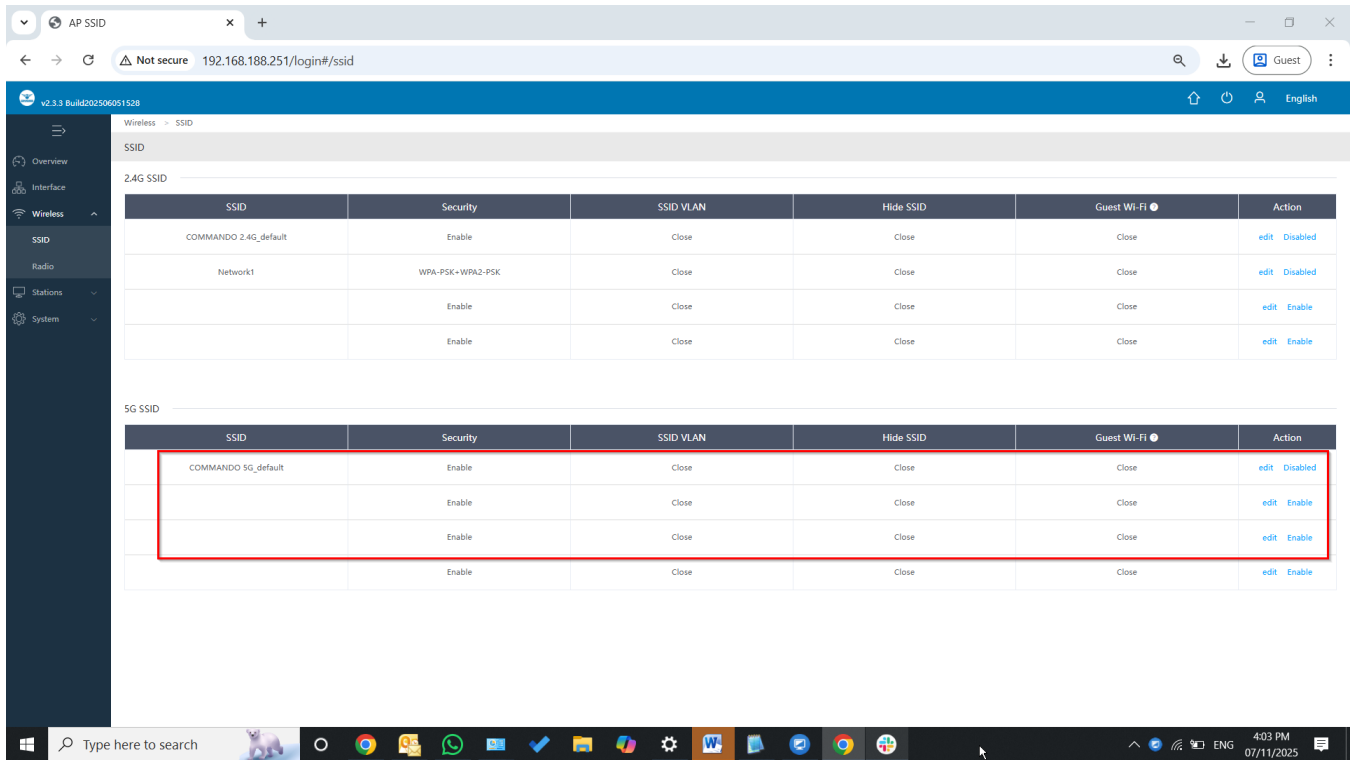 AP SSID
Not secure 192.168.188.251/login#/ssid
Guest
v2.3.3 Build202506051528
English
Wireless > SSID
SSID
Overview
Interface
Wireless
SSID
Radio
Stations
System
2.4G SSID
SSID Security SSID VLAN Hide SSID Guest Wi-Fi Action
COMMANDO 2.4G_default Enable Close Close Close edit Disabled
Network1 WPA-PSK+WPA2-PSK Close Close Close edit Disabled
Enable Close Close Close edit Enable
Enable Close Close Close edit Enable
5G SSID
SSID Security SSID VLAN Hide SSID Guest Wi-Fi Action
COMMANDO 5G_default Enable Close Close Close edit Disabled
Enable Close Close Close edit Enable
Enable Close Close Close edit Enable
Enable Close Close Close edit Enable
Type here to search
ENG
4:03 PM
07/11/2025